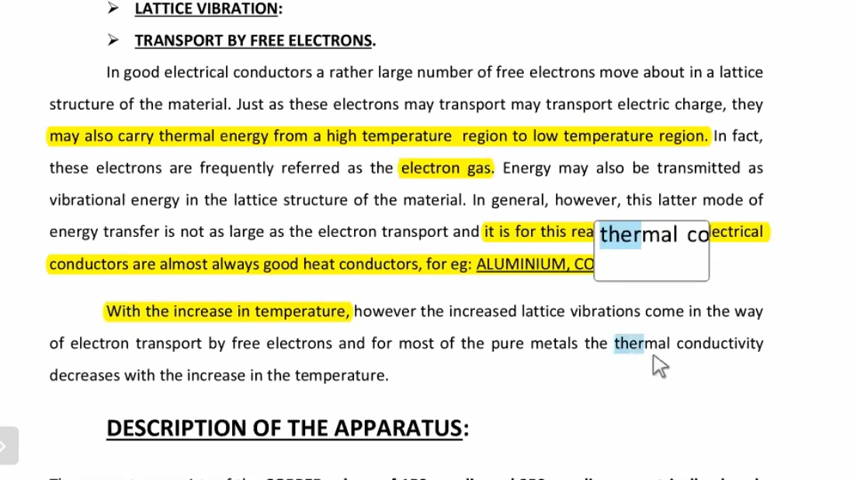 ➢ LATTICE VIBRATION:
➢ TRANSPORT BY FREE ELECTRONS.
In good electrical conductors a rather large number of free electrons move about in a lattice
structure of the material. Just as these electrons may transport may transport electric charge, they
may also carry thermal energy from a high temperature region to low temperature region. In fact,
these electrons are frequently referred as the electron gas. Energy may also be transmitted as
vibrational energy in the lattice structure of the material. In general, however, this latter mode of
energy transfer is not as large as the electron transport and it is for this rea thermal co electrical
conductors are almost always good heat conductors, for eg: ALUMINIUM, CO
With the increase in temperature, however the increased lattice vibrations come in the way
of electron transport by free electrons and for most of the pure metals the thermal conductivity
decreases with the increase in the temperature.
DESCRIPTION OF THE APPARATUS: